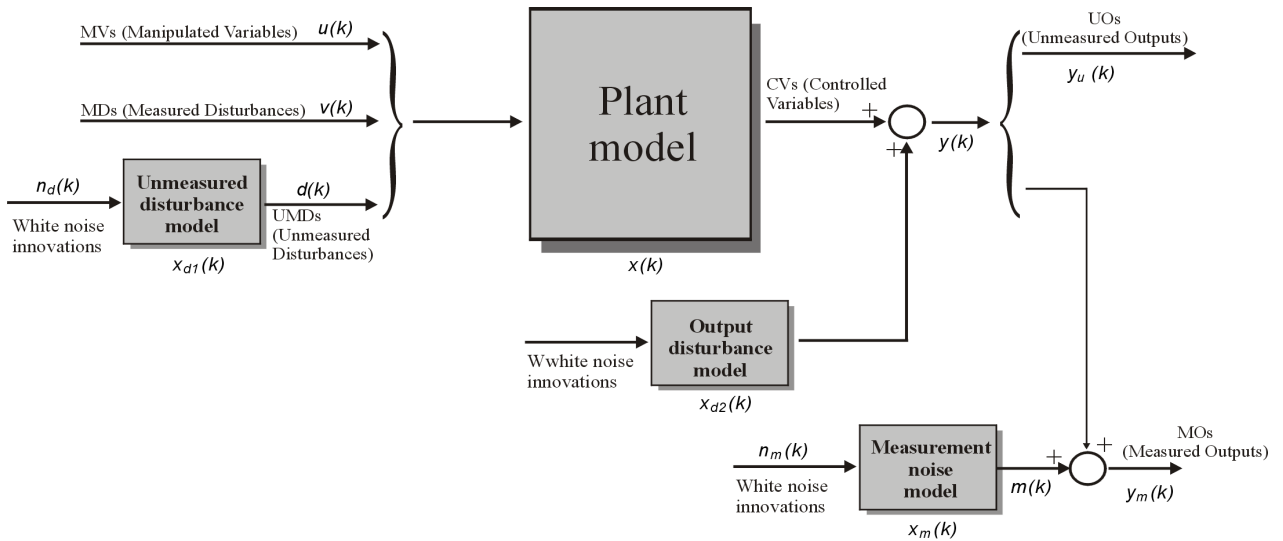 MVs (Manipulated Variables) u(k)
MDs (Measured Disturbances) v(k)
n_d(k)
White noise
innovations
Unmeasured
disturbance
model
x_d1(k)
d(k)
UMDs
(Unmeasured
Disturbances)
Plant
model
x(k)
CVs (Controlled
Variables)
+
+
y(k)
UOs
(Unmeasured Outputs)
y_u (k)
Wwhite noise
innovations
Output
disturbance
model
x_d2(k)
n_m(k)
White noise
innovations
Measurement
noise
model
x_m(k)
+
+
m(k)
MOs
(Measured Outputs)
y_m(k)